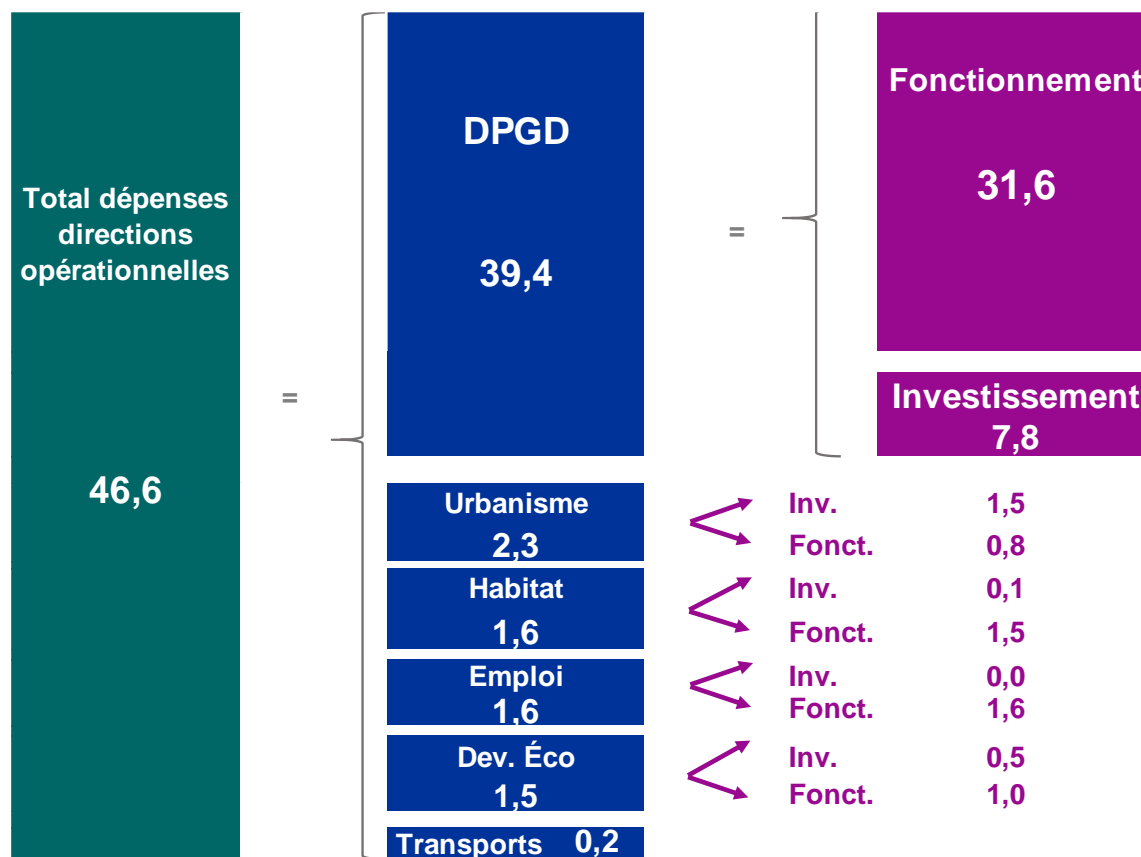 Total dépenses
directions
opérationnelles
46,6
=
DPGD
39,4
=
Fonctionnement
31,6
Investissement
7,8
Urbanisme
2,3
Inv. 1,5
Fonct. 0,8
Habitat
1,6
Inv. 0,1
Fonct. 1,5
Emploi
1,6
Inv. 0,0
Fonct. 1,6
Dev. Éco
1,5
Inv. 0,5
Fonct. 1,0
Transports 0,2